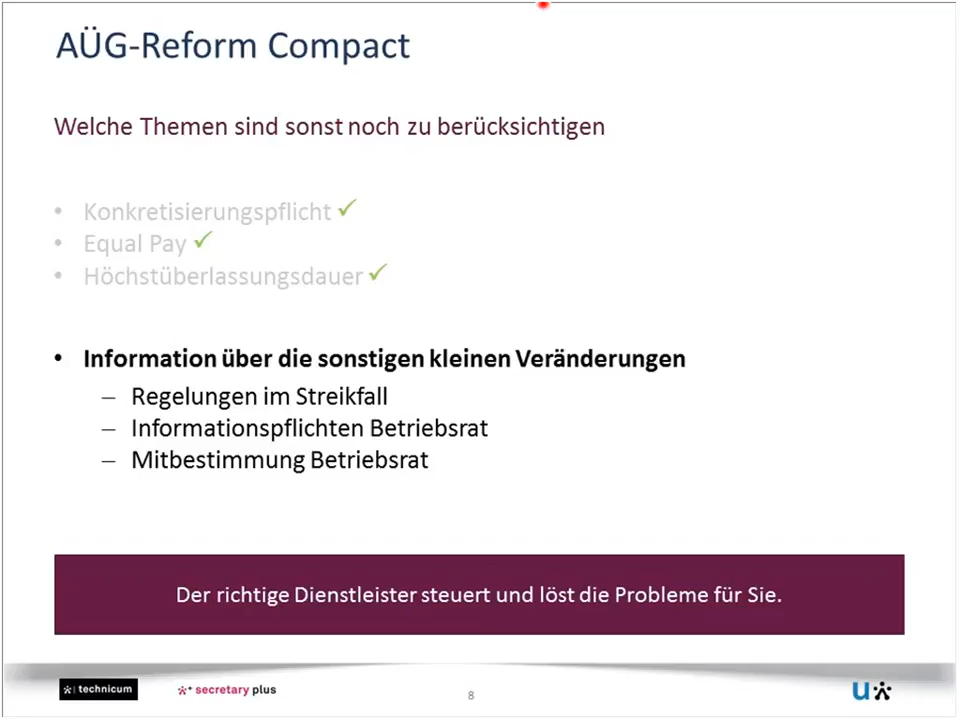 AÜG-Reform Compact
Welche Themen sind sonst noch zu berücksichtigen
• Konkretisierungspflicht ✓
• Equal Pay ✓
• Höchstüberlassungsdauer ✓
• Information über die sonstigen kleinen Veränderungen
– Regelungen im Streikfall
– Informationspflichten Betriebsrat
– Mitbestimmung Betriebsrat
Der richtige Dienstleister steuert und löst die Probleme für Sie.
technicum
secretary plus
8
u